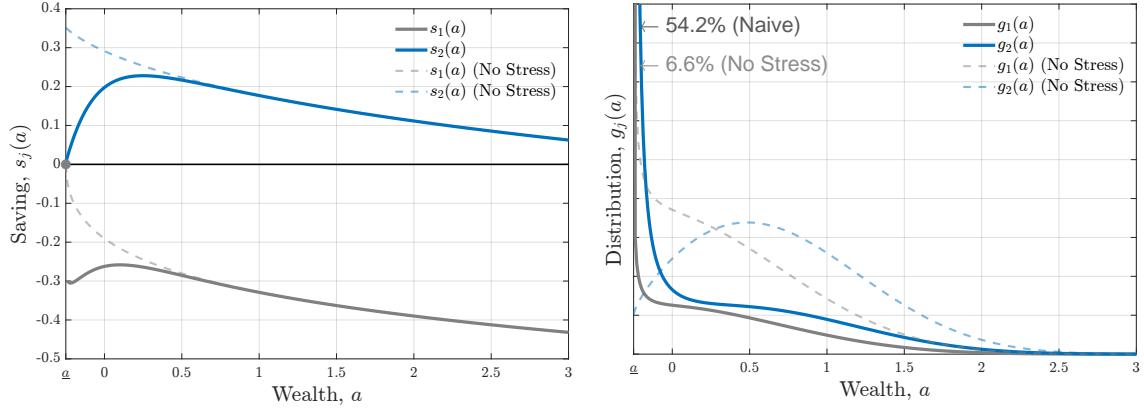 0.4
0.3
0.2
0.1
0
-0.1
-0.2
-0.3
-0.4
-0.5
Saving, s_j(a)
s_1(a)
s_2(a)
s_1(a) (No Stress)
s_2(a) (No Stress)
a 0 0.5 1 1.5 2 2.5 3
Wealth, a
Distribution, g_j(a)
← 54.2% (Naive)
← 6.6% (No Stress)
g_1(a)
g_2(a)
g_1(a) (No Stress)
g_2(a) (No Stress)
a 0 0.5 1 1.5 2 2.5 3
Wealth, a